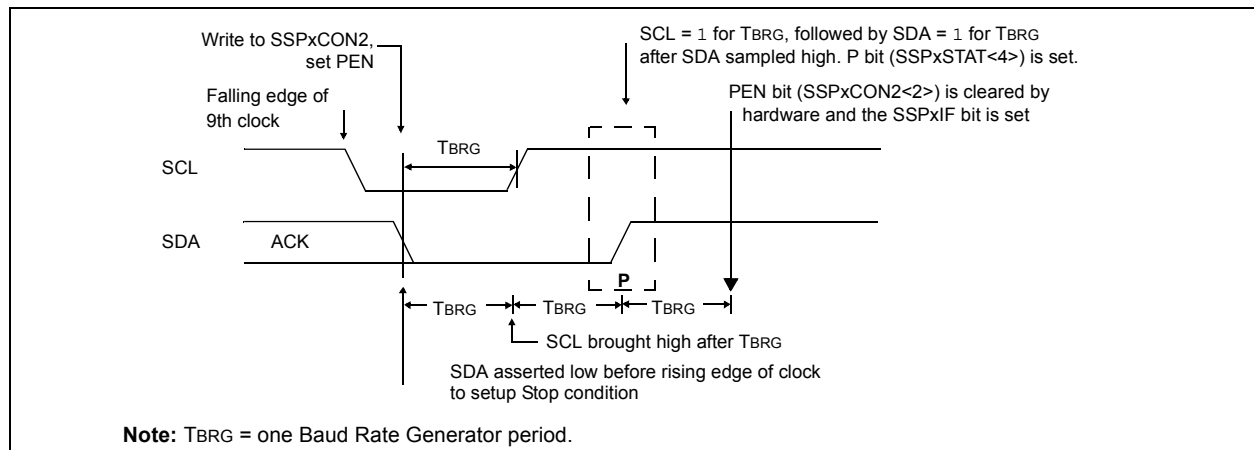 Write to SSPxCON2,
set PEN
SCL = 1 for TBRG, followed by SDA = 1 for TBRG
after SDA sampled high. P bit (SSPxSTAT<4>) is set.
PEN bit (SSPxCON2<2>) is cleared by
hardware and the SSPxIF bit is set
Falling edge of
9th clock
TBRG
SCL
SDA
ACK
P
TBRG
TBRG
TBRG
SCL brought high after TBRG
SDA asserted low before rising edge of clock
to setup Stop condition
Note: TBRG = one Baud Rate Generator period.